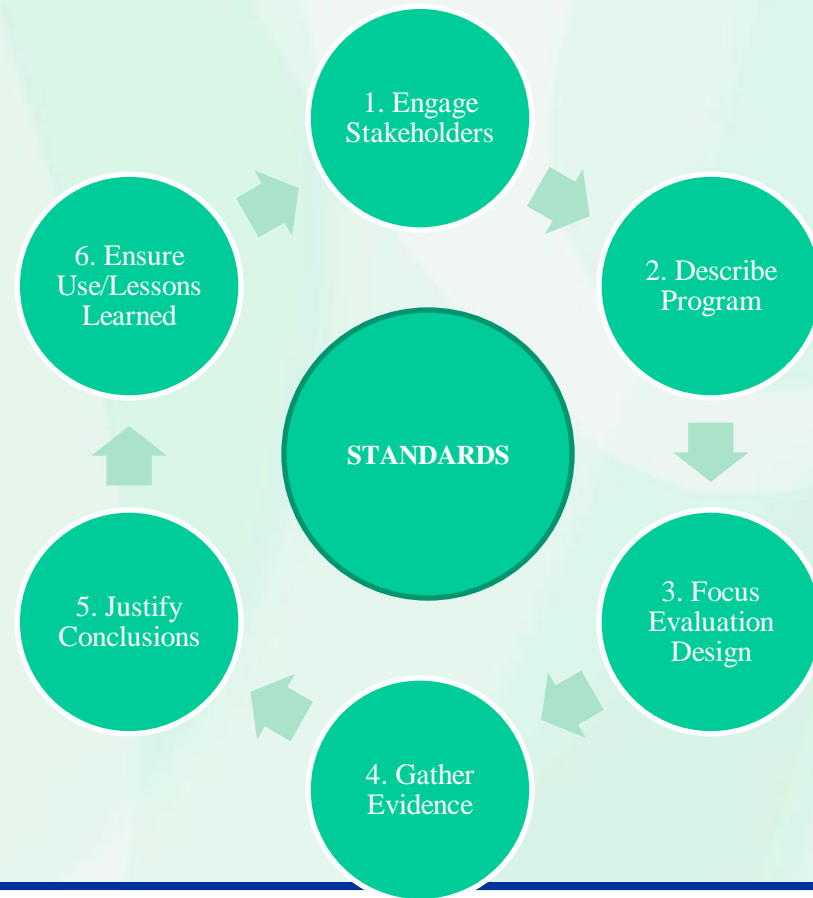 1. Engage
Stakeholders
2. Describe
Program
3. Focus
Evaluation
Design
4. Gather
Evidence
5. Justify
Conclusions
6. Ensure
Use/Lessons
Learned
STANDARDS